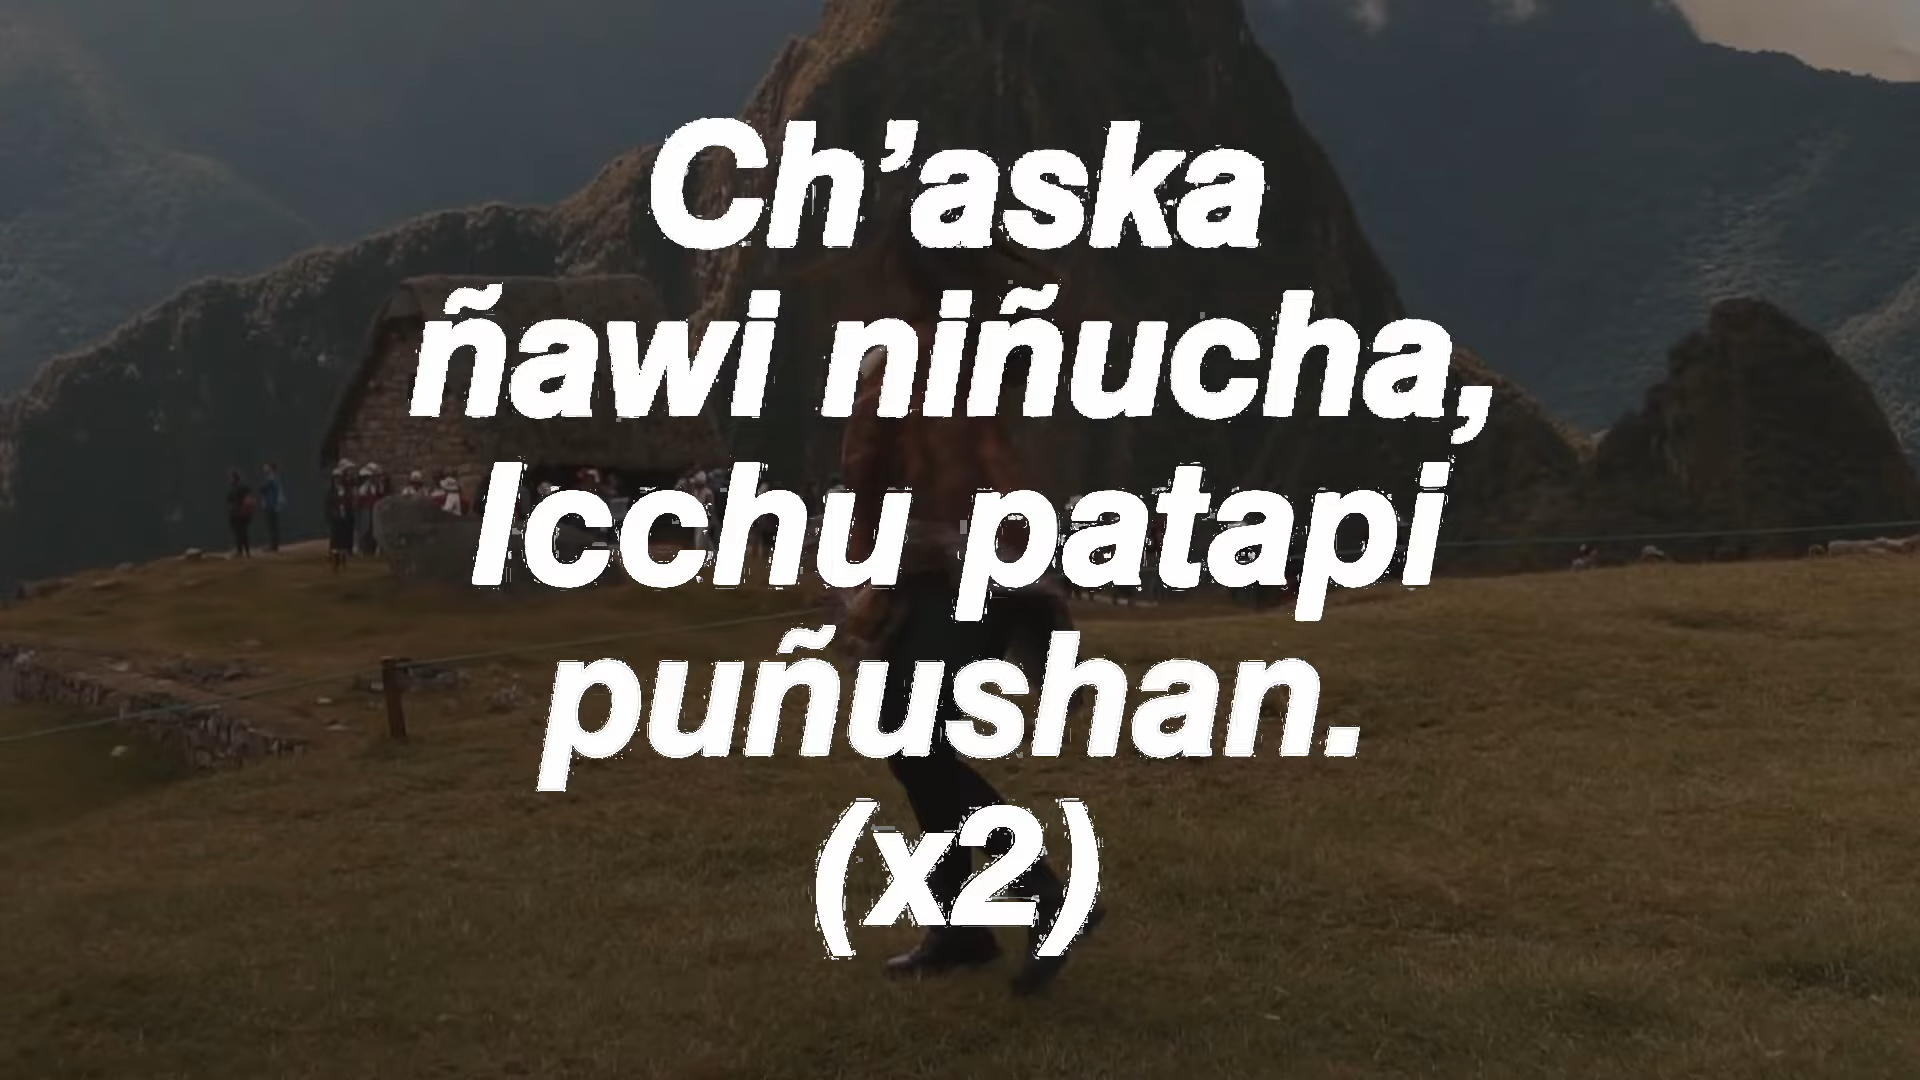 Ch’aska
ñawi niñucha,
Icchu patapi
puñushan.
(x2)